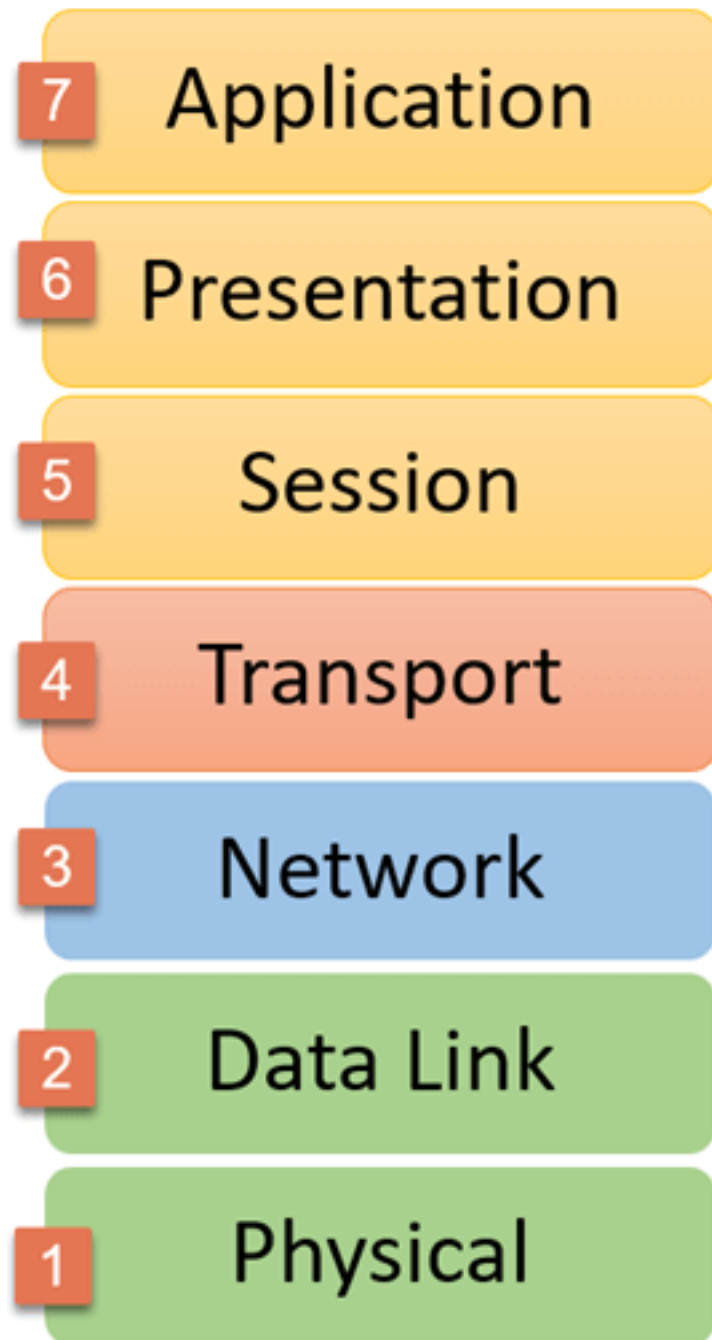 7 Application
6 Presentation
5 Session
4 Transport
3 Network
2 Data Link
1 Physical